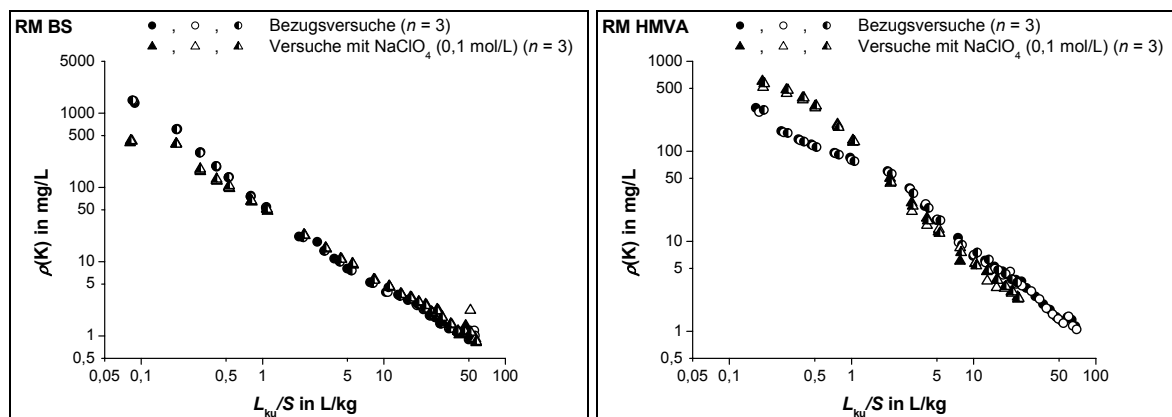 RM BS
, , Bezugsversuche (n = 3)
, , Versuche mit NaClO4 (0,1 mol/L) (n = 3)
5000
1000
500
100
50
10
5
1
0,5
ρ(K) in mg/L
0,05 0,1 0,5 1 5 10 50 100
Lku/S in L/kg
RM HMVA
, , Bezugsversuche (n = 3)
, , Versuche mit NaClO4 (0,1 mol/L) (n = 3)
1000
500
100
50
10
5
1
0,5
ρ(K) in mg/L
0,05 0,1 0,5 1 5 10 50 100
Lku/S in L/kg